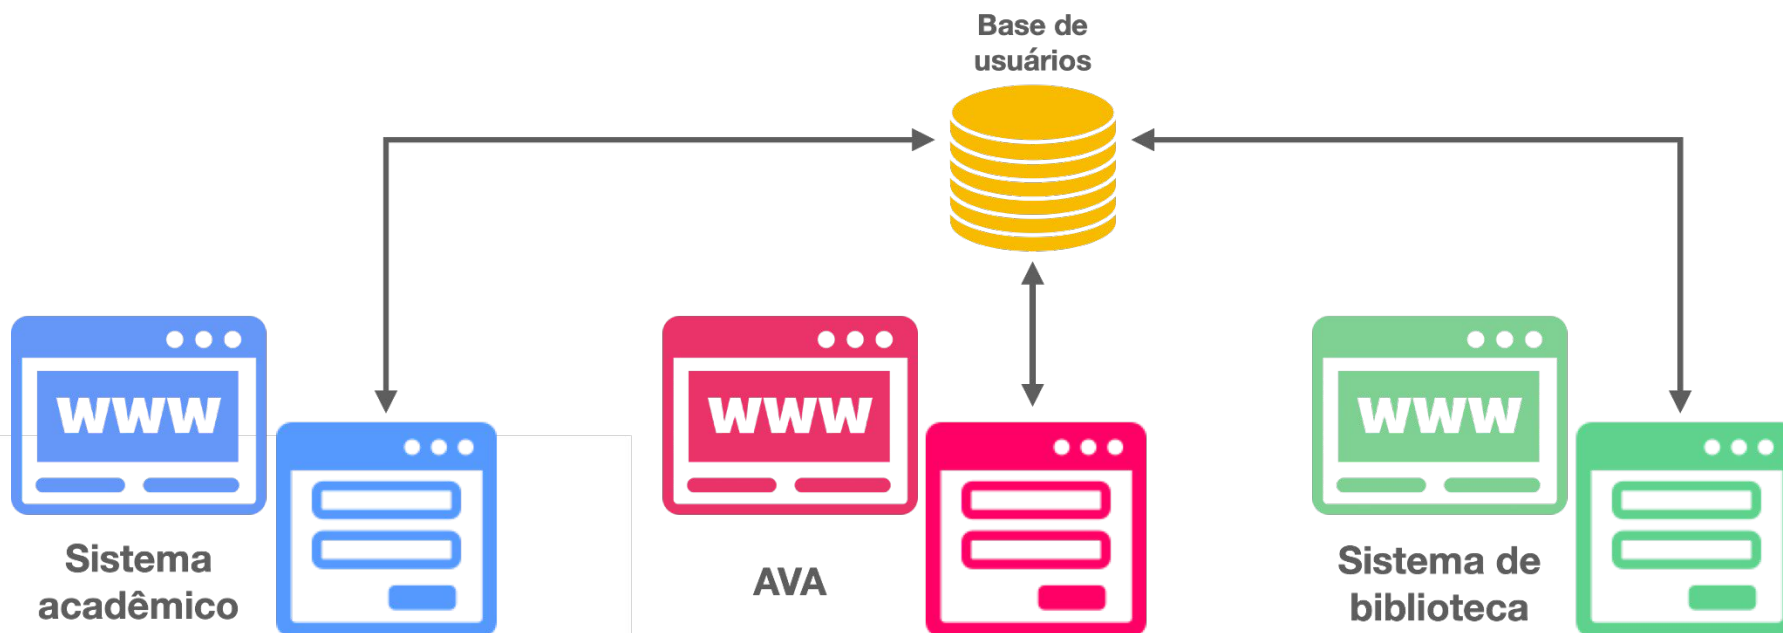 Base de
usuários
WWW
WWW
WWW
Sistema
acadêmico
AVA
Sistema de
biblioteca